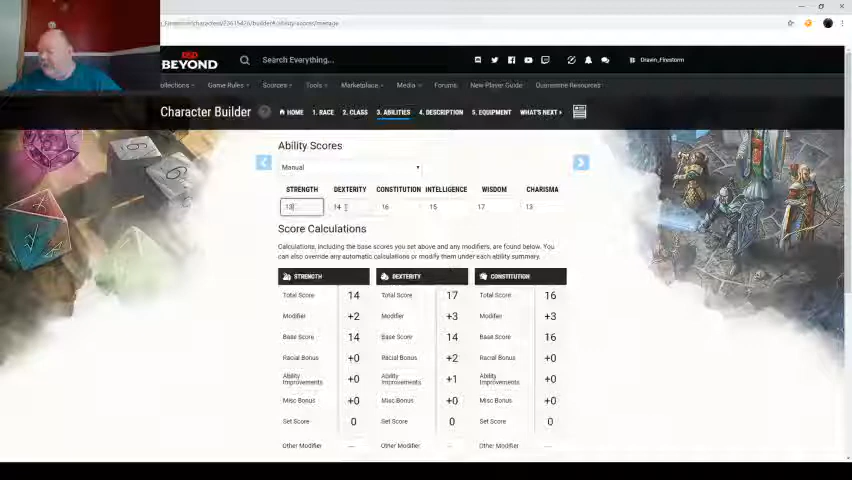 D&D
BEYOND
Search Everything...
Dravin_Firestorm
ollections
Game Rules
Sources
Tools
Marketplace
Media
Forums
New Player Guide
Quarantine Resources
Character Builder
HOME
1. RACE
2. CLASS
3. ABILITIES
4. DESCRIPTION
5. EQUIPMENT
WHAT'S NEXT
Ability Scores
Manual
STRENGTH DEXTERITY CONSTITUTION INTELLIGENCE WISDOM CHARISMA
13 14 16 15 17 13
Score Calculations
Calculations, including the base scores you set above and any modifiers, are found below. You
can also override any automatic calculations or modify them under each ability summary.
STRENGTH
Total Score 14
Modifier +2
Base Score 14
Racial Bonus +0
Ability
Improvements +0
Misc Bonus +0
Set Score 0
Other Modifier --
DEXTERITY
Total Score 17
Modifier +3
Base Score 14
Racial Bonus +2
Ability
Improvements +1
Misc Bonus +0
Set Score 0
Other Modifier --
CONSTITUTION
Total Score 16
Modifier +3
Base Score 16
Racial Bonus +0
Ability
Improvements +0
Misc Bonus +0
Set Score 0
Other Modifier --